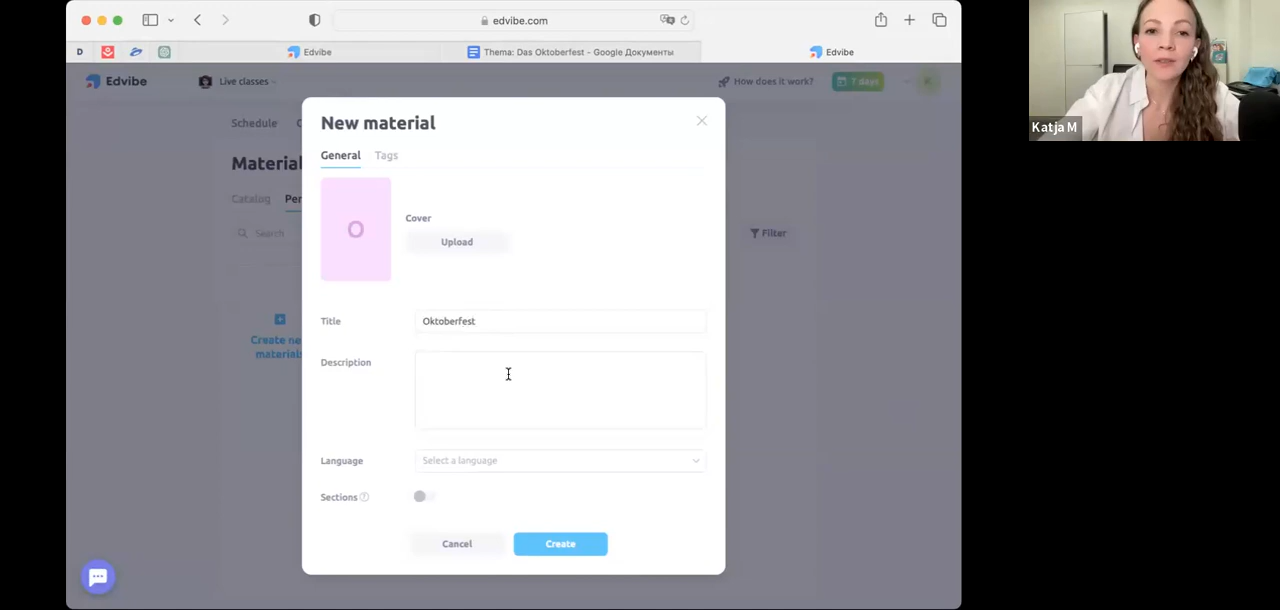 edvibe.com
D
Edvibe
Thema: Das Oktoberfest - Google Документы
Edvibe
Edvibe
Live classes
How does it work?
7 days
K
Schedule
Material
Catalog
Per
Search
Filter
Create ne
materials
New material
General
Tags
O
Cover
Upload
Title
Oktoberfest
Description
Language
Select a language
Sections
Cancel
Create
Katja M